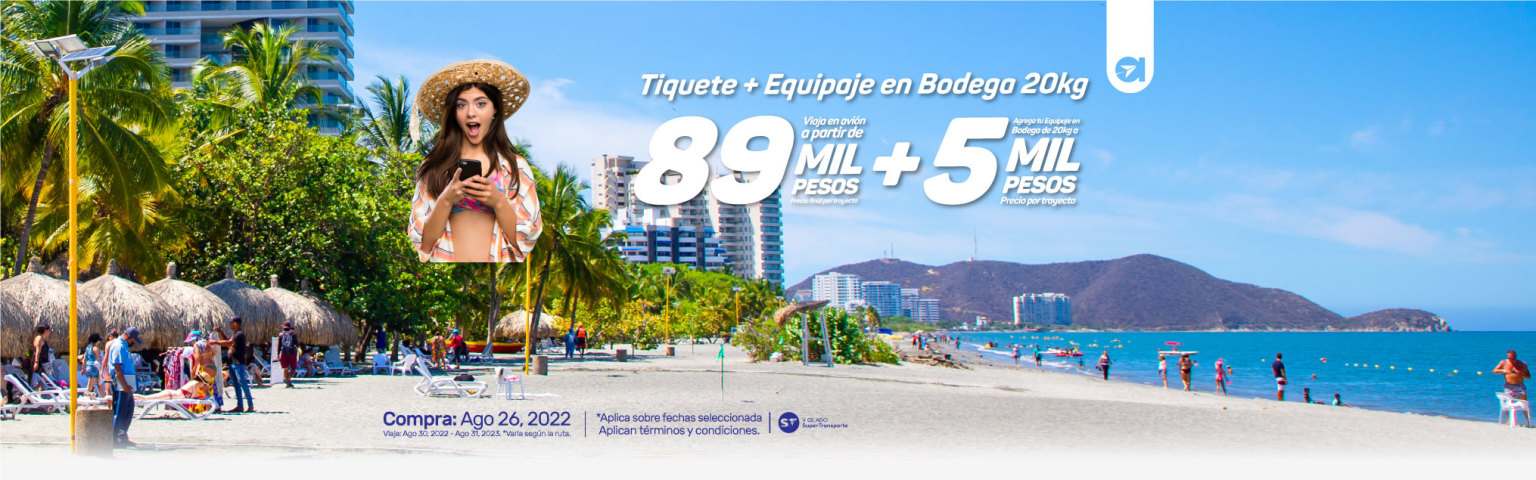 Tiquete + Equipaje en Bodega 20kg
89
Viaja en avión
a partir de
MIL
PESOS
Precio final por trayecto
+ 5
Agrega tu Equipaje en
Bodega de 20kg a
MIL
PESOS
Precio por trayecto
Compra: Ago 26, 2022
Viaja: Ago 30, 2022 - Ago 31, 2023. *Varía según la ruta.
*Aplica sobre fechas seleccionada
Aplican términos y condiciones.
ST
VIGILADO
SuperTransporte